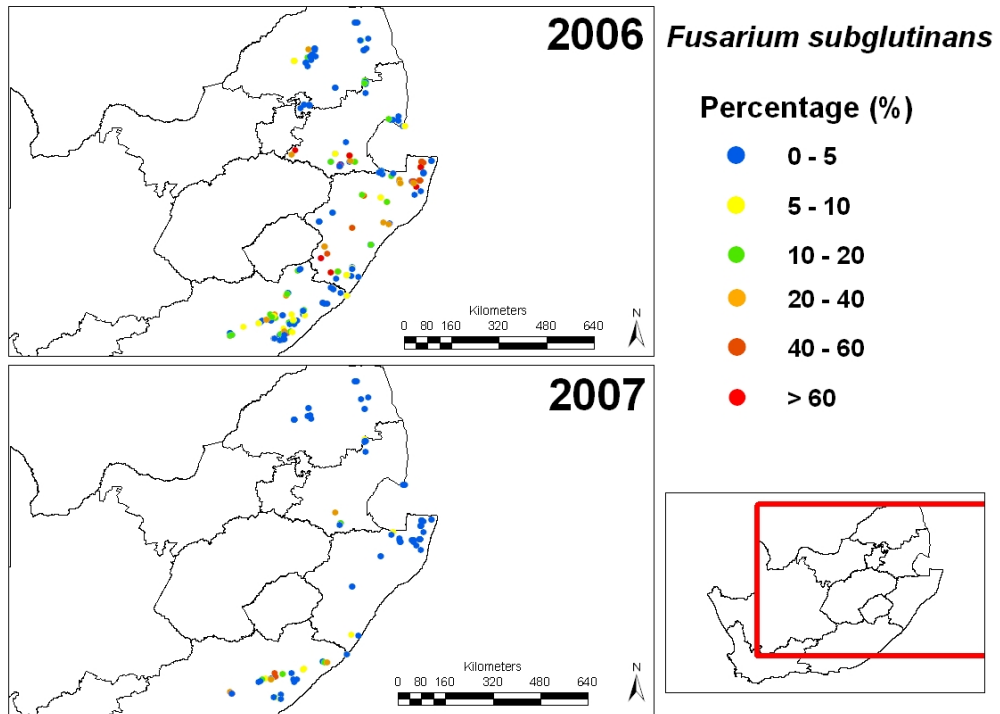 2006
Fusarium subglutinans
Percentage (%)
0 - 5
5 - 10
10 - 20
20 - 40
40 - 60
> 60
Kilometers
0 80 160 320 480 640
N
2007
Kilometers
0 80 160 320 480 640
N